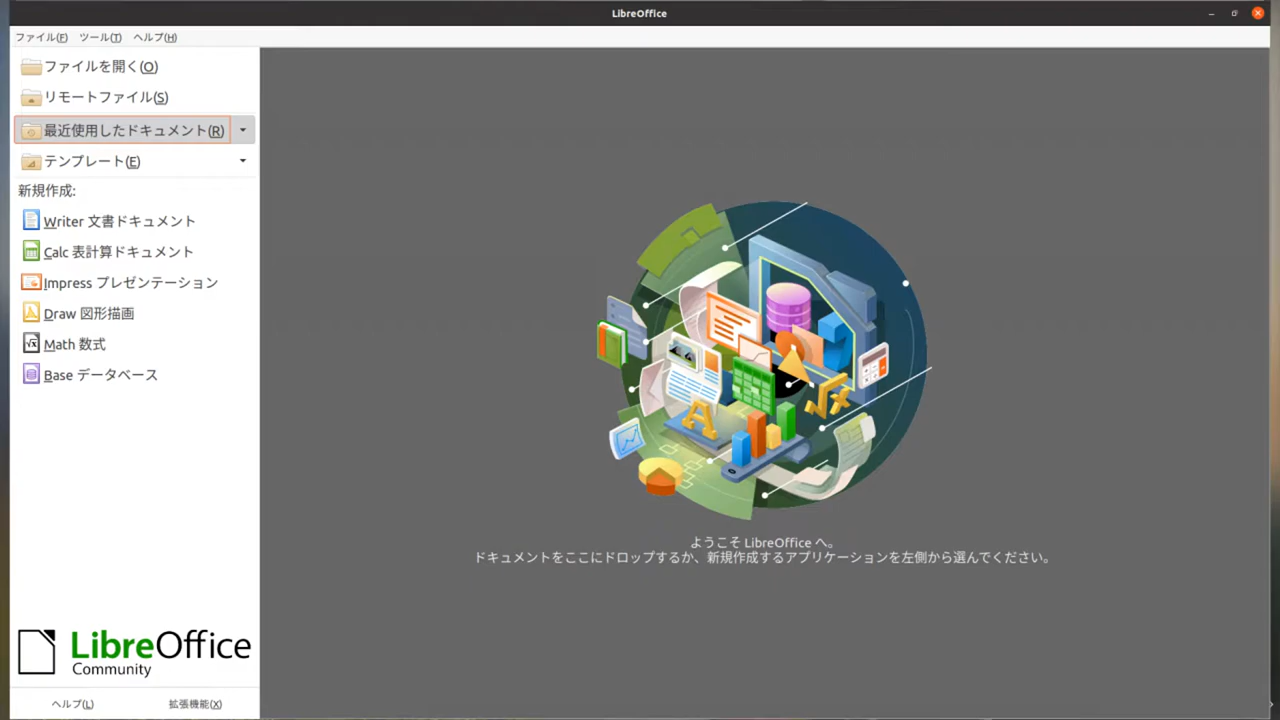 LibreOffice
ファイル(F) ツール(T) ヘルプ(H)
ファイルを開く(O)
リモートファイル(S)
最近使用したドキュメント(R)
テンプレート(E)
新規作成:
Writer 文書ドキュメント
Calc 表計算ドキュメント
Impress プレゼンテーション
Draw 図形描画
Math 数式
Base データベース
ようこそ LibreOffice へ。
ドキュメントをここにドロップするか、新規作成するアプリケーションを左側から選んでください。
LibreOffice
Community
ヘルプ(L) 拡張機能(X)